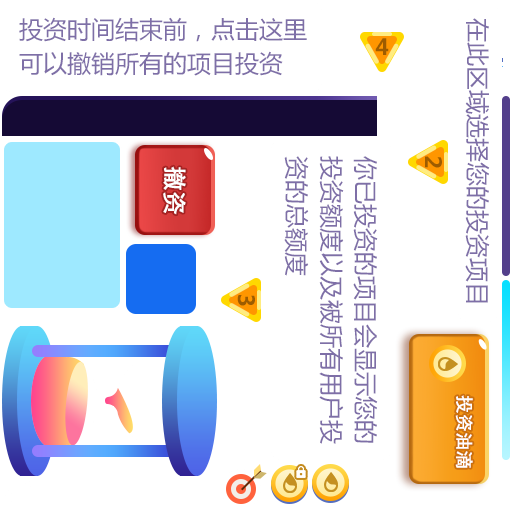 投资时间结束前，点击这里
可以撤销所有的项目投资
4
在此区域选择您的投资项目
2
撤资
你已投资的项目会显示您的
投资额度以及被所有用户投
资的总额度
3
投资油滴